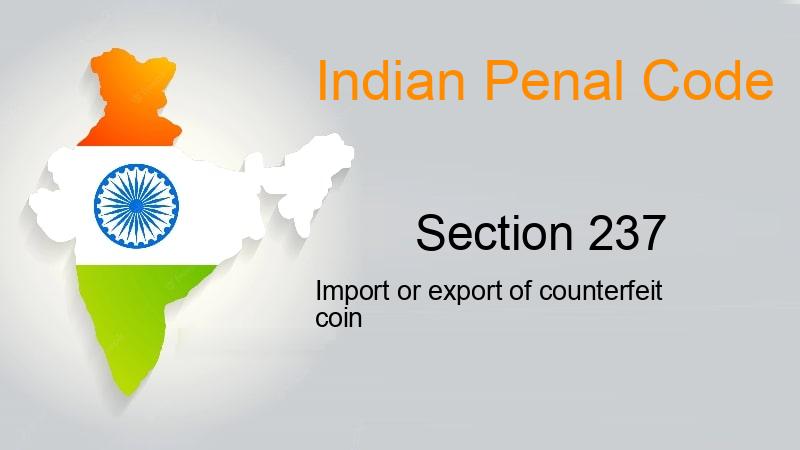 Indian Penal Code
Section 237
Import or export of counterfeit
coin